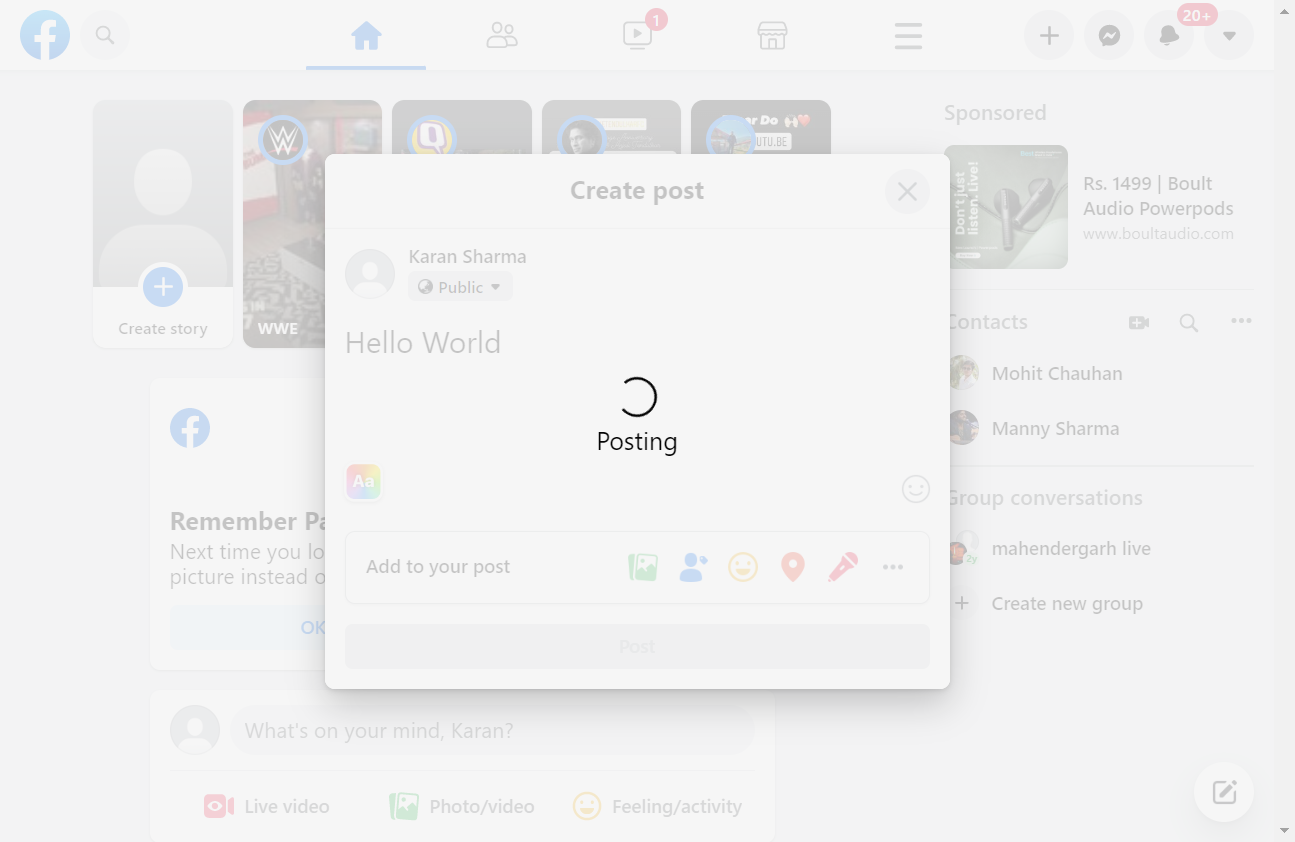 1
20+
Sponsored
Don't just
listen. Live!
Rs. 1499 | Boult
Audio Powerpods
www.boultaudio.com
UTU.BE
Create story
WWE
Create post
Karan Sharma
Public
Hello World
Posting
Aa
Add to your post
Post
Contacts
Mohit Chauhan
Manny Sharma
Group conversations
2y
mahendergarh live
Create new group
Remember Pa
Next time you lo
picture instead o
OK
What's on your mind, Karan?
Live video
Photo/video
Feeling/activity